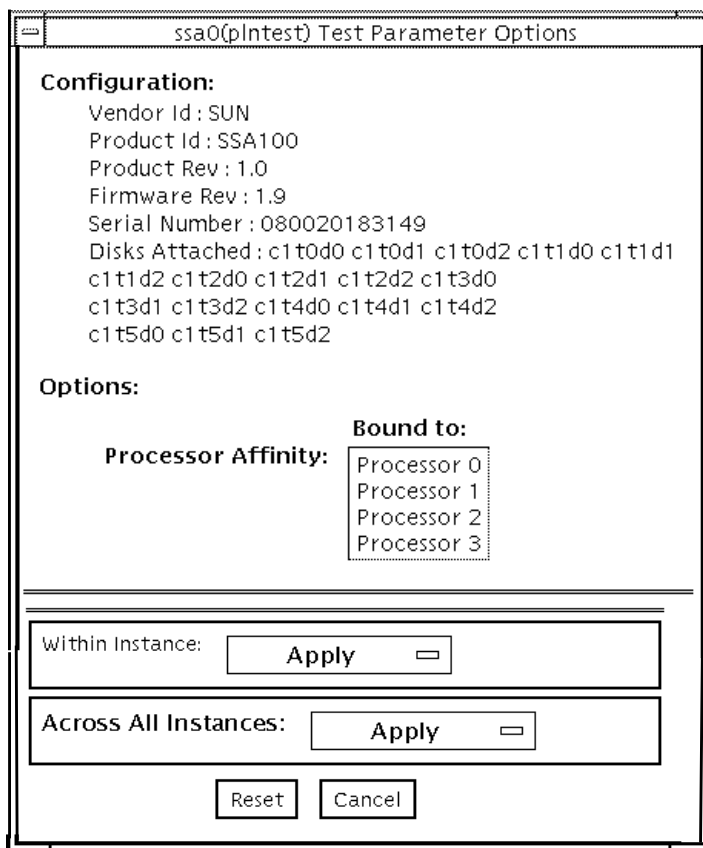 ssa0(plntest) Test Parameter Options
Configuration:
Vendor Id : SUN
Product Id : SSA100
Product Rev : 1.0
Firmware Rev : 1.9
Serial Number : 080020183149
Disks Attached : c1t0d0 c1t0d1 c1t0d2 c1t1d0 c1t1d1
c1t1d2 c1t2d0 c1t2d1 c1t2d2 c1t3d0
c1t3d1 c1t3d2 c1t4d0 c1t4d1 c1t4d2
c1t5d0 c1t5d1 c1t5d2
Options:
Bound to:
Processor Affinity:
Processor 0
Processor 1
Processor 2
Processor 3
Within Instance:
Apply
Across All Instances:
Apply
Reset
Cancel